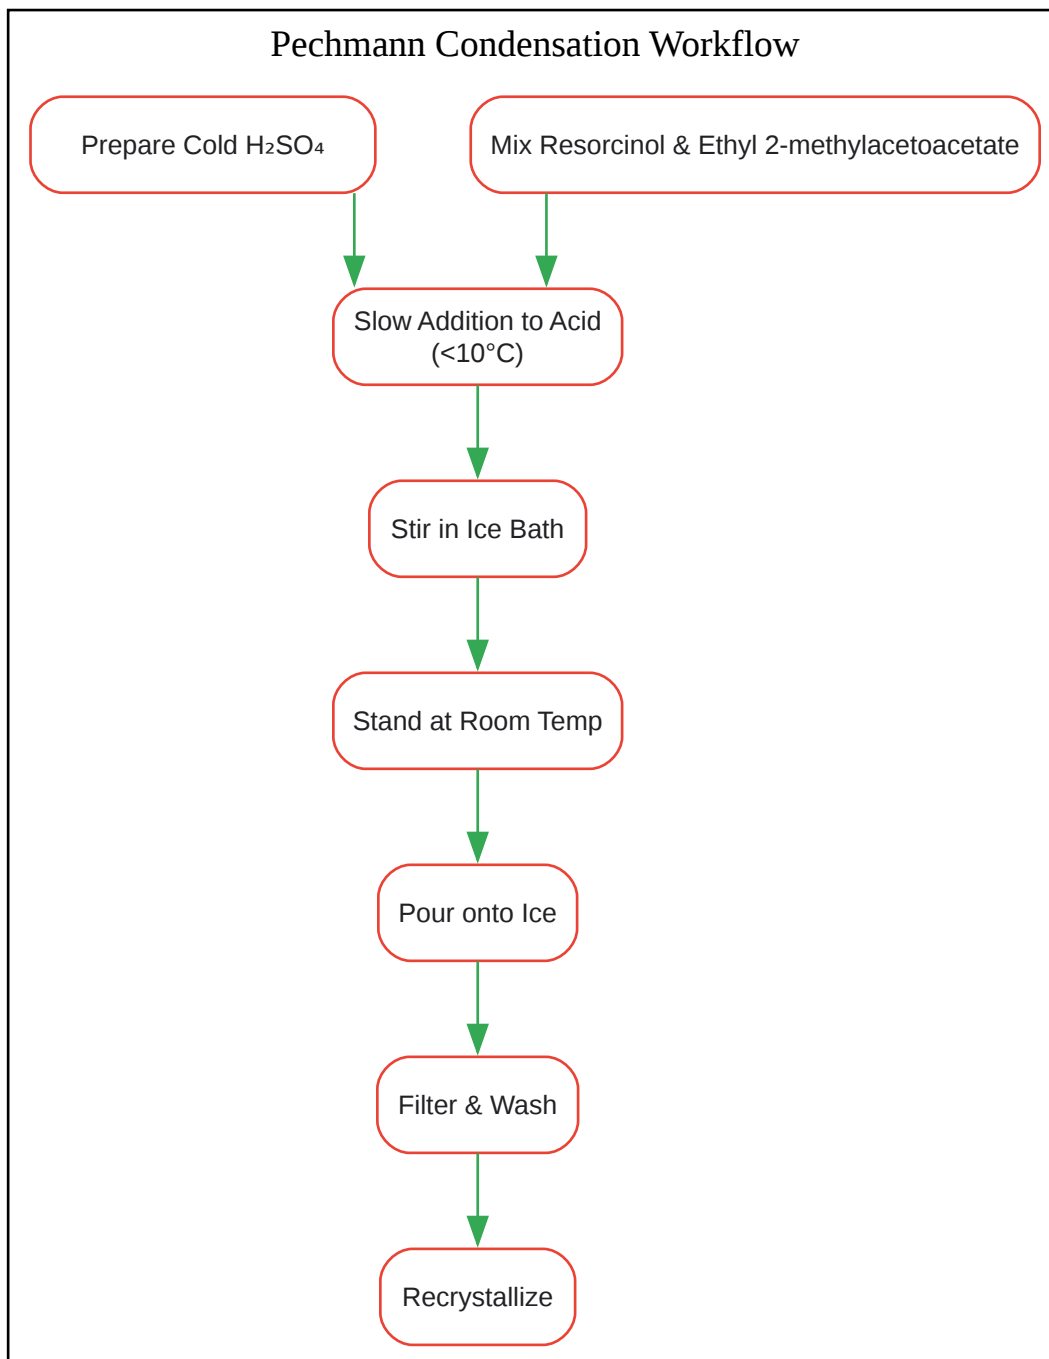 Pechmann Condensation Workflow
Prepare Cold H₂SO₄
Mix Resorcinol & Ethyl 2-methylacetoacetate
Slow Addition to Acid
(<10°C)
Stir in Ice Bath
Stand at Room Temp
Pour onto Ice
Filter & Wash
Recrystallize